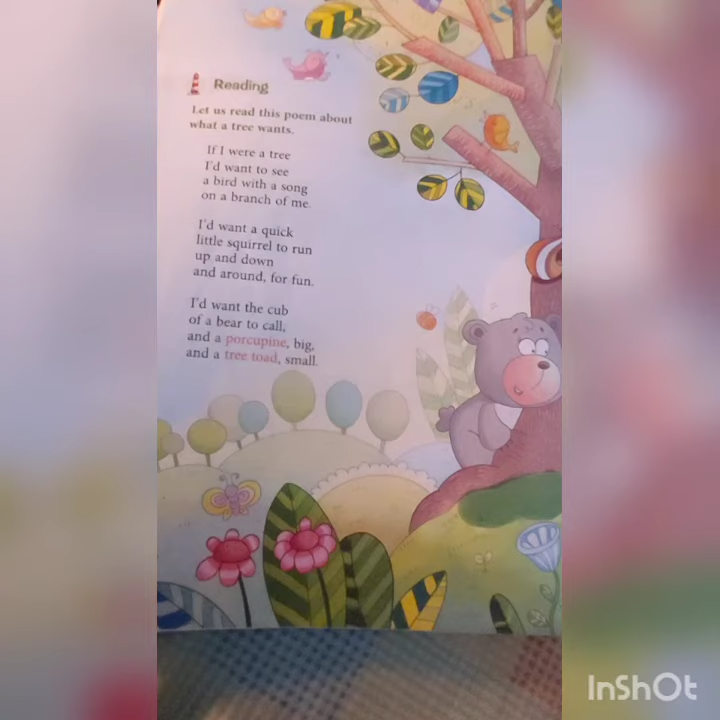 Reading
Let us read this poem about
what a tree wants.
If I were a tree
I'd want to see
a bird with a song
on a branch of me.
I'd want a quick
little squirrel to run
up and down
and around, for fun.
I'd want the cub
of a bear to call,
and a porcupine, big,
and a tree toad, small.
InShOt